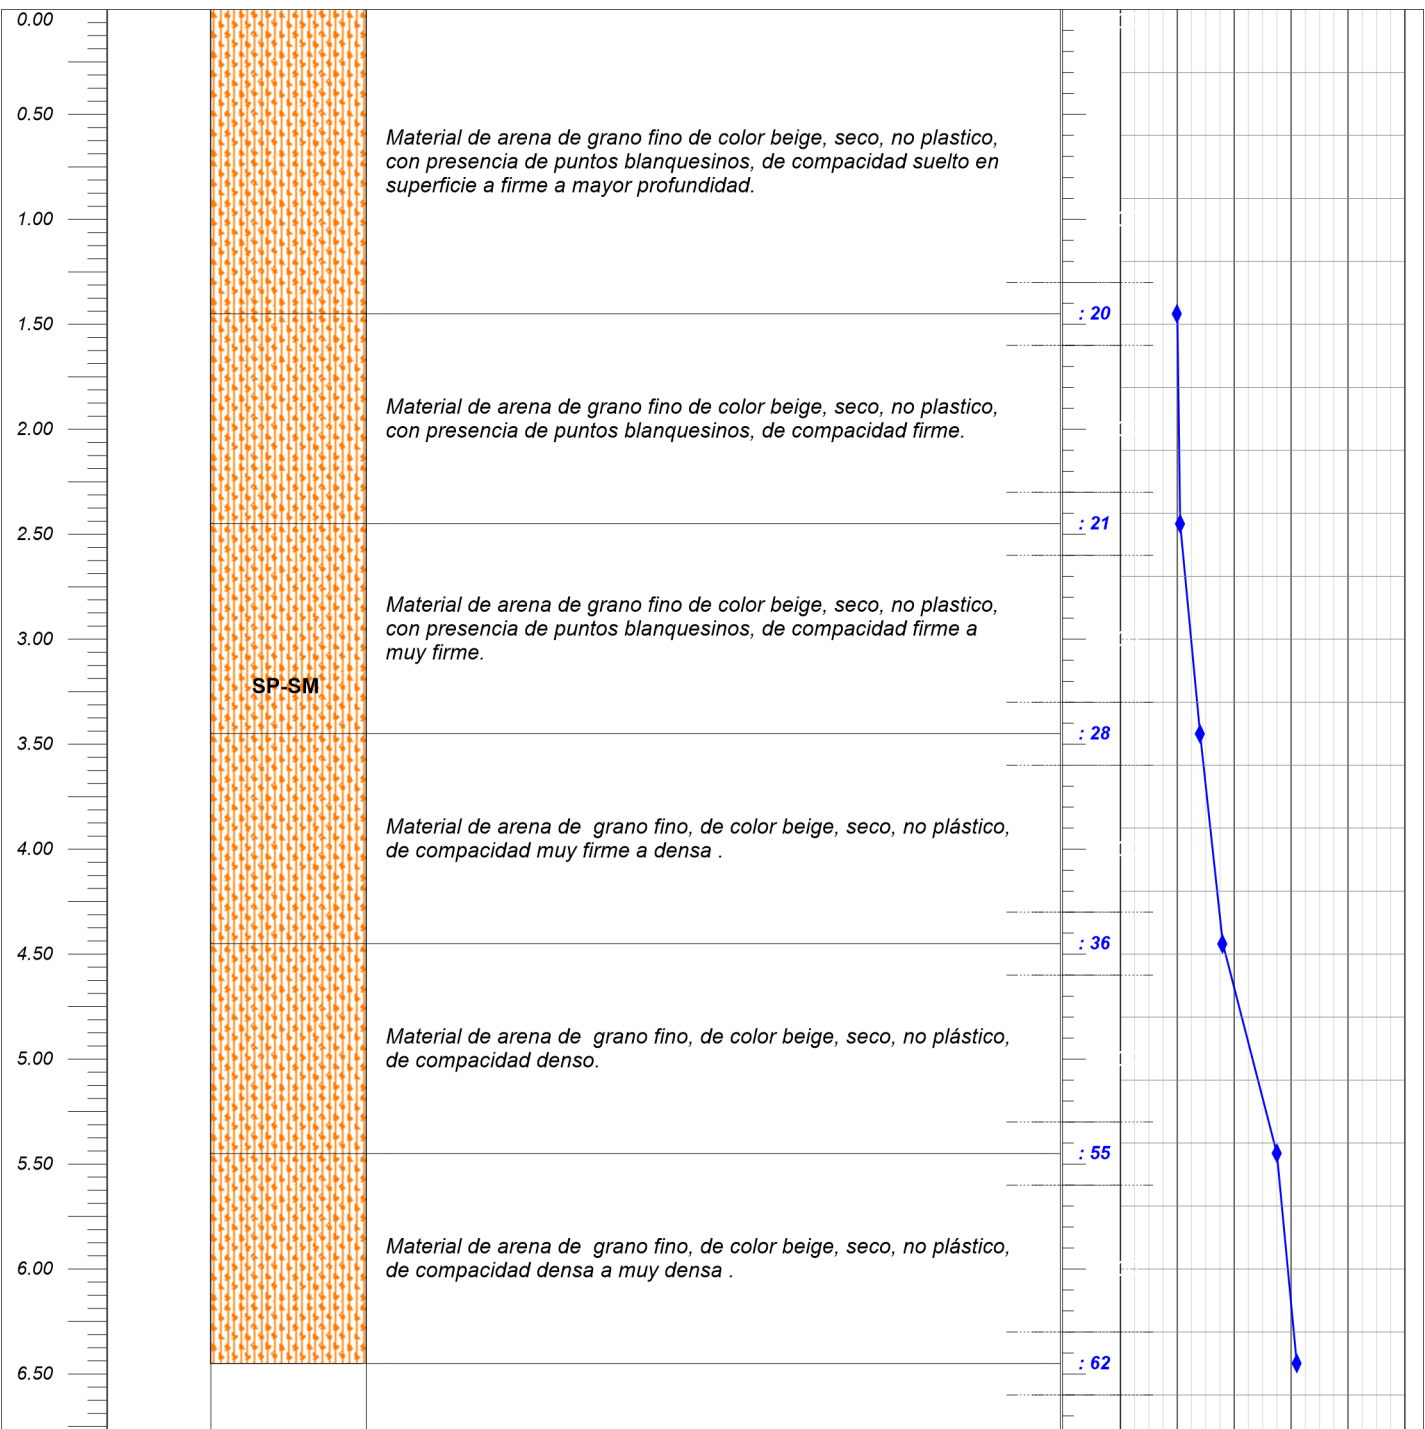 0.00
0.50
Material de arena de grano fino de color beige, seco, no plastico,
con presencia de puntos blanquesinos, de compacidad suelto en
superficie a firme a mayor profundidad.
1.00
: 20
1.50
Material de arena de grano fino de color beige, seco, no plastico,
con presencia de puntos blanquesinos, de compacidad firme.
2.00
: 21
2.50
Material de arena de grano fino de color beige, seco, no plastico,
con presencia de puntos blanquesinos, de compacidad firme a
muy firme.
3.00
SP-SM
: 28
3.50
Material de arena de  grano fino, de color beige, seco, no plástico,
de compacidad muy firme a densa .
4.00
: 36
4.50
Material de arena de  grano fino, de color beige, seco, no plástico,
de compacidad denso.
5.00
: 55
5.50
Material de arena de  grano fino, de color beige, seco, no plástico,
de compacidad densa a muy densa .
6.00
: 62
6.50